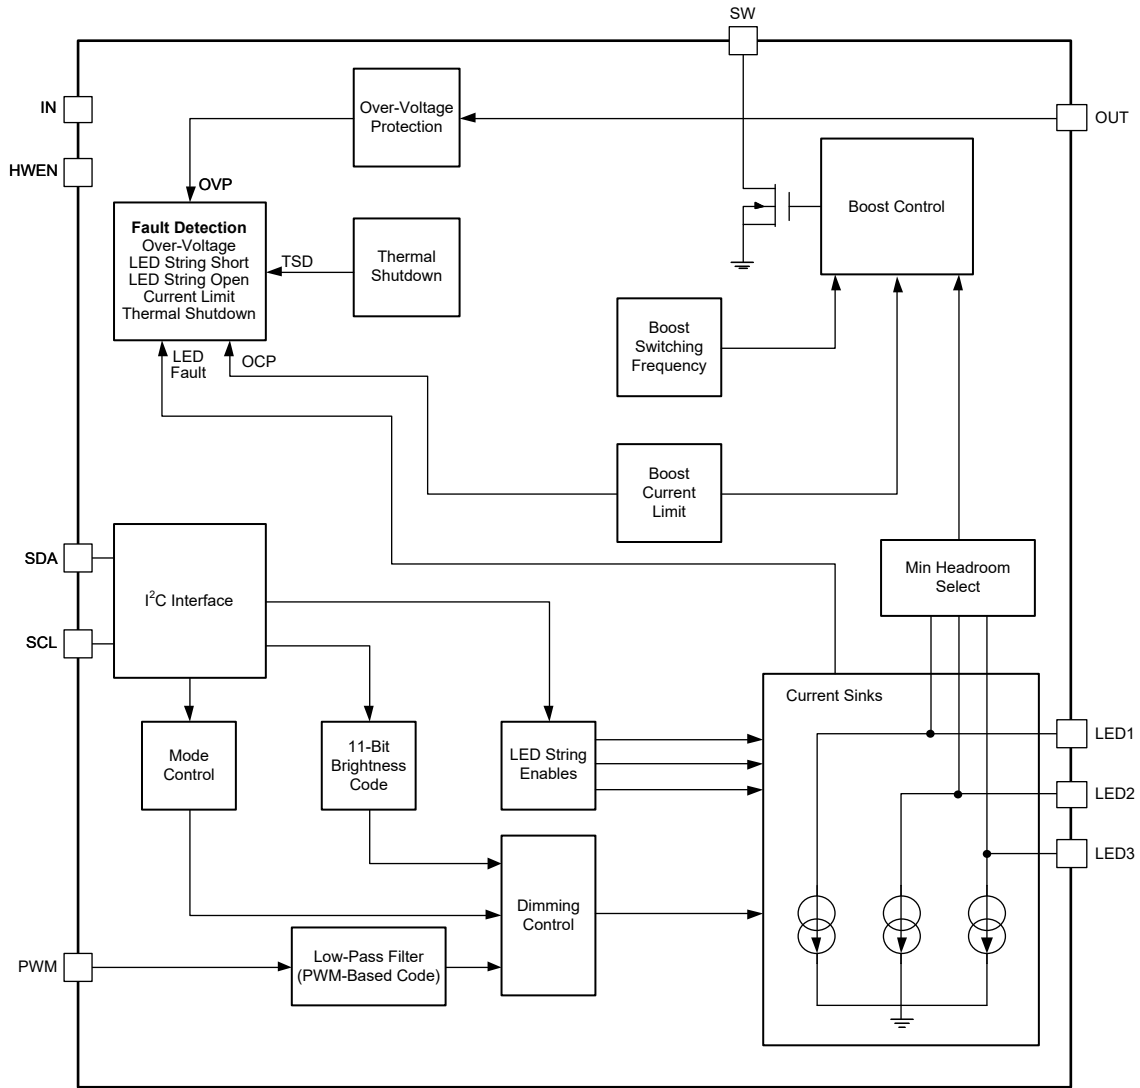 SW
IN
Over-Voltage
Protection
OUT
HWEN
OVP
Boost Control
Fault Detection
Over-Voltage
LED String Short
LED String Open
Current Limit
Thermal Shutdown
TSD
Thermal
Shutdown
Boost
Switching
Frequency
LED
Fault
OCP
Boost
Current
Limit
SDA
I²C Interface
SCL
Min Headroom
Select
Current Sinks
Mode
Control
11-Bit
Brightness
Code
LED String
Enables
LED1
LED2
LED3
Dimming
Control
PWM
Low-Pass Filter
(PWM-Based Code)